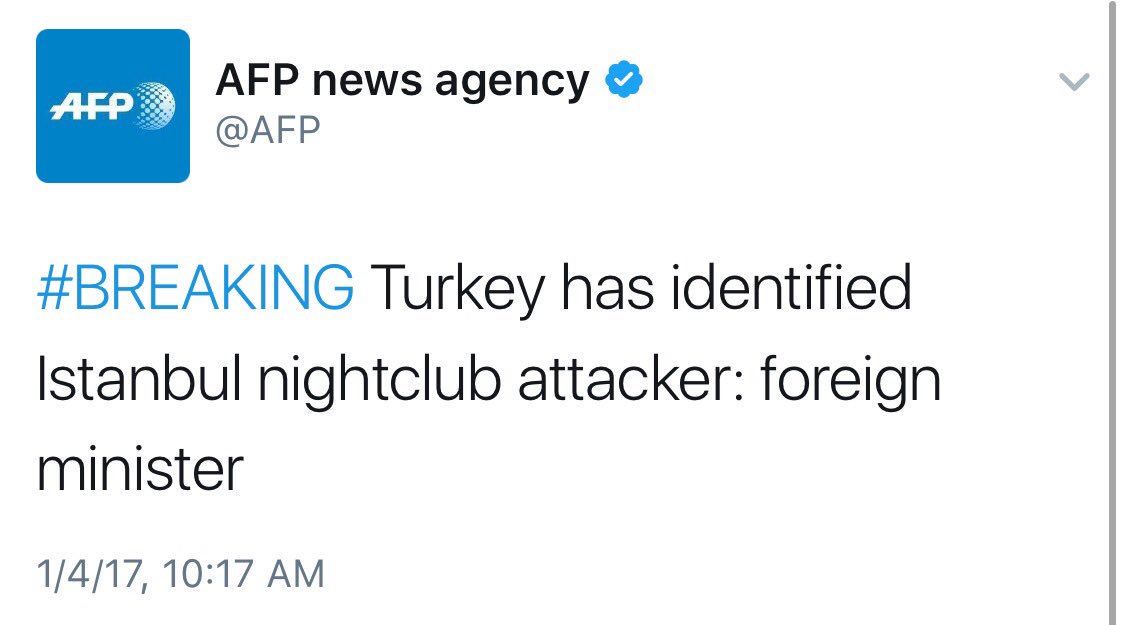 AFP
AFP news agency
@AFP
#BREAKING Turkey has identified
Istanbul nightclub attacker: foreign
minister
1/4/17, 10:17 AM